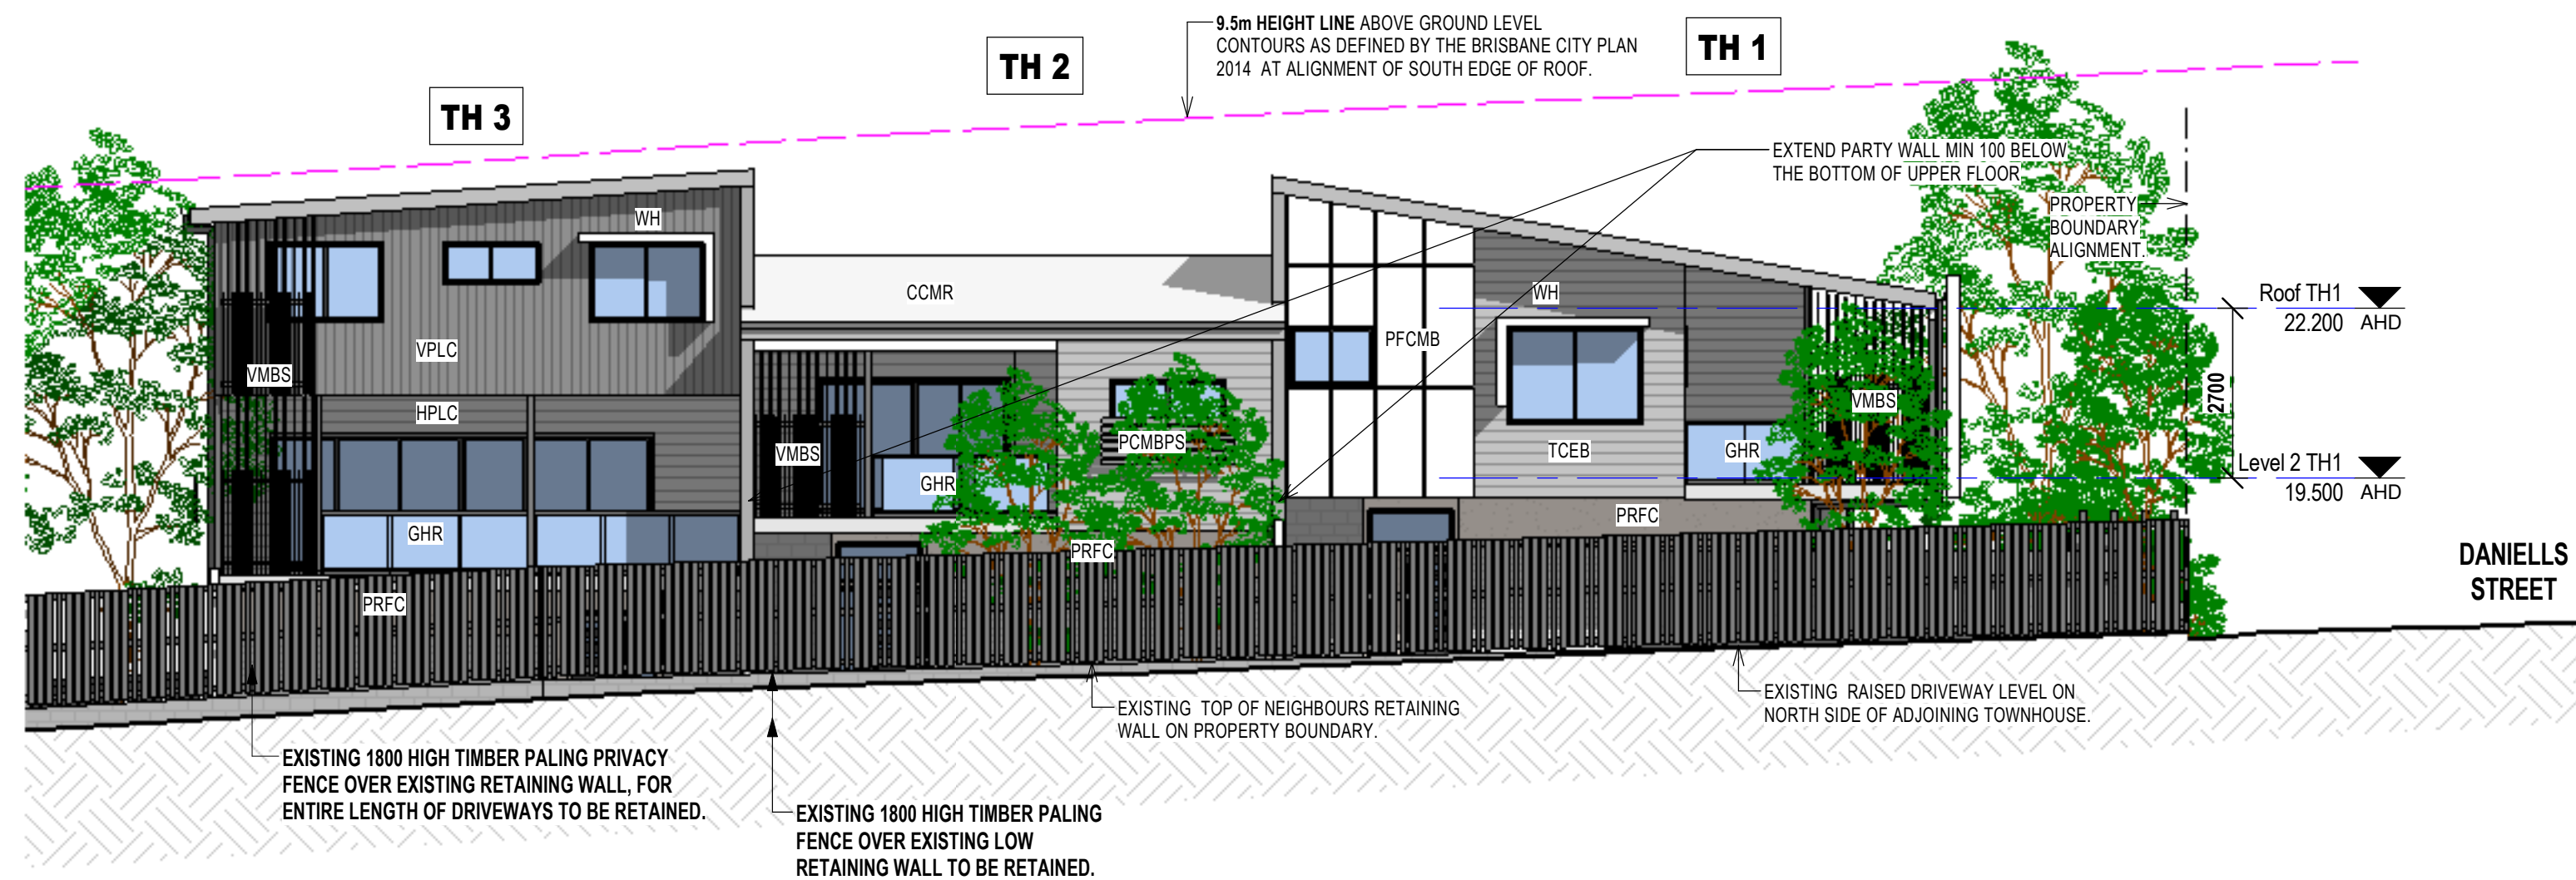 9.5m HEIGHT LINE ABOVE GROUND LEVEL
CONTOURS AS DEFINED BY THE BRISBANE CITY PLAN
2014 AT ALIGNMENT OF SOUTH EDGE OF ROOF.
TH 1
TH 2
TH 3
EXTEND PARTY WALL MIN 100 BELOW
THE BOTTOM OF UPPER FLOOR
PROPERTY
BOUNDARY
ALIGNMENT.
WH
CCMR
WH
Roof TH1
22.200 AHD
PFCMB
VPLC
VMBS
2700
VMBS
HPLC
PCMBPS
VMBS
TCEB
GHR
Level 2 TH1
19.500 AHD
GHR
GHR
PRFC
PRFC
PRFC
DANIELLS
STREET
EXISTING RAISED DRIVEWAY LEVEL ON
NORTH SIDE OF ADJOINING TOWNHOUSE.
EXISTING TOP OF NEIGHBOURS RETAINING
WALL ON PROPERTY BOUNDARY.
EXISTING 1800 HIGH TIMBER PALING PRIVACY
FENCE OVER EXISTING RETAINING WALL, FOR
ENTIRE LENGTH OF DRIVEWAYS TO BE RETAINED.
EXISTING 1800 HIGH TIMBER PALING
FENCE OVER EXISTING LOW
RETAINING WALL TO BE RETAINED.